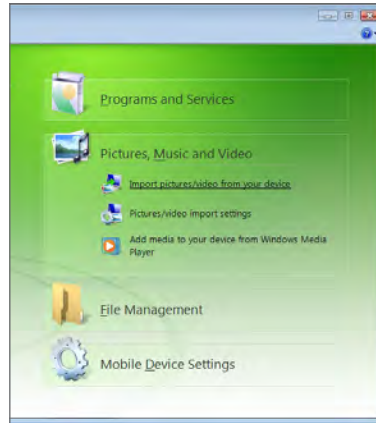 Programs and Services
Pictures, Music and Video
Import pictures/video from your device
Pictures/video import settings
Add media to your device from Windows Media
Player
File Management
Mobile Device Settings